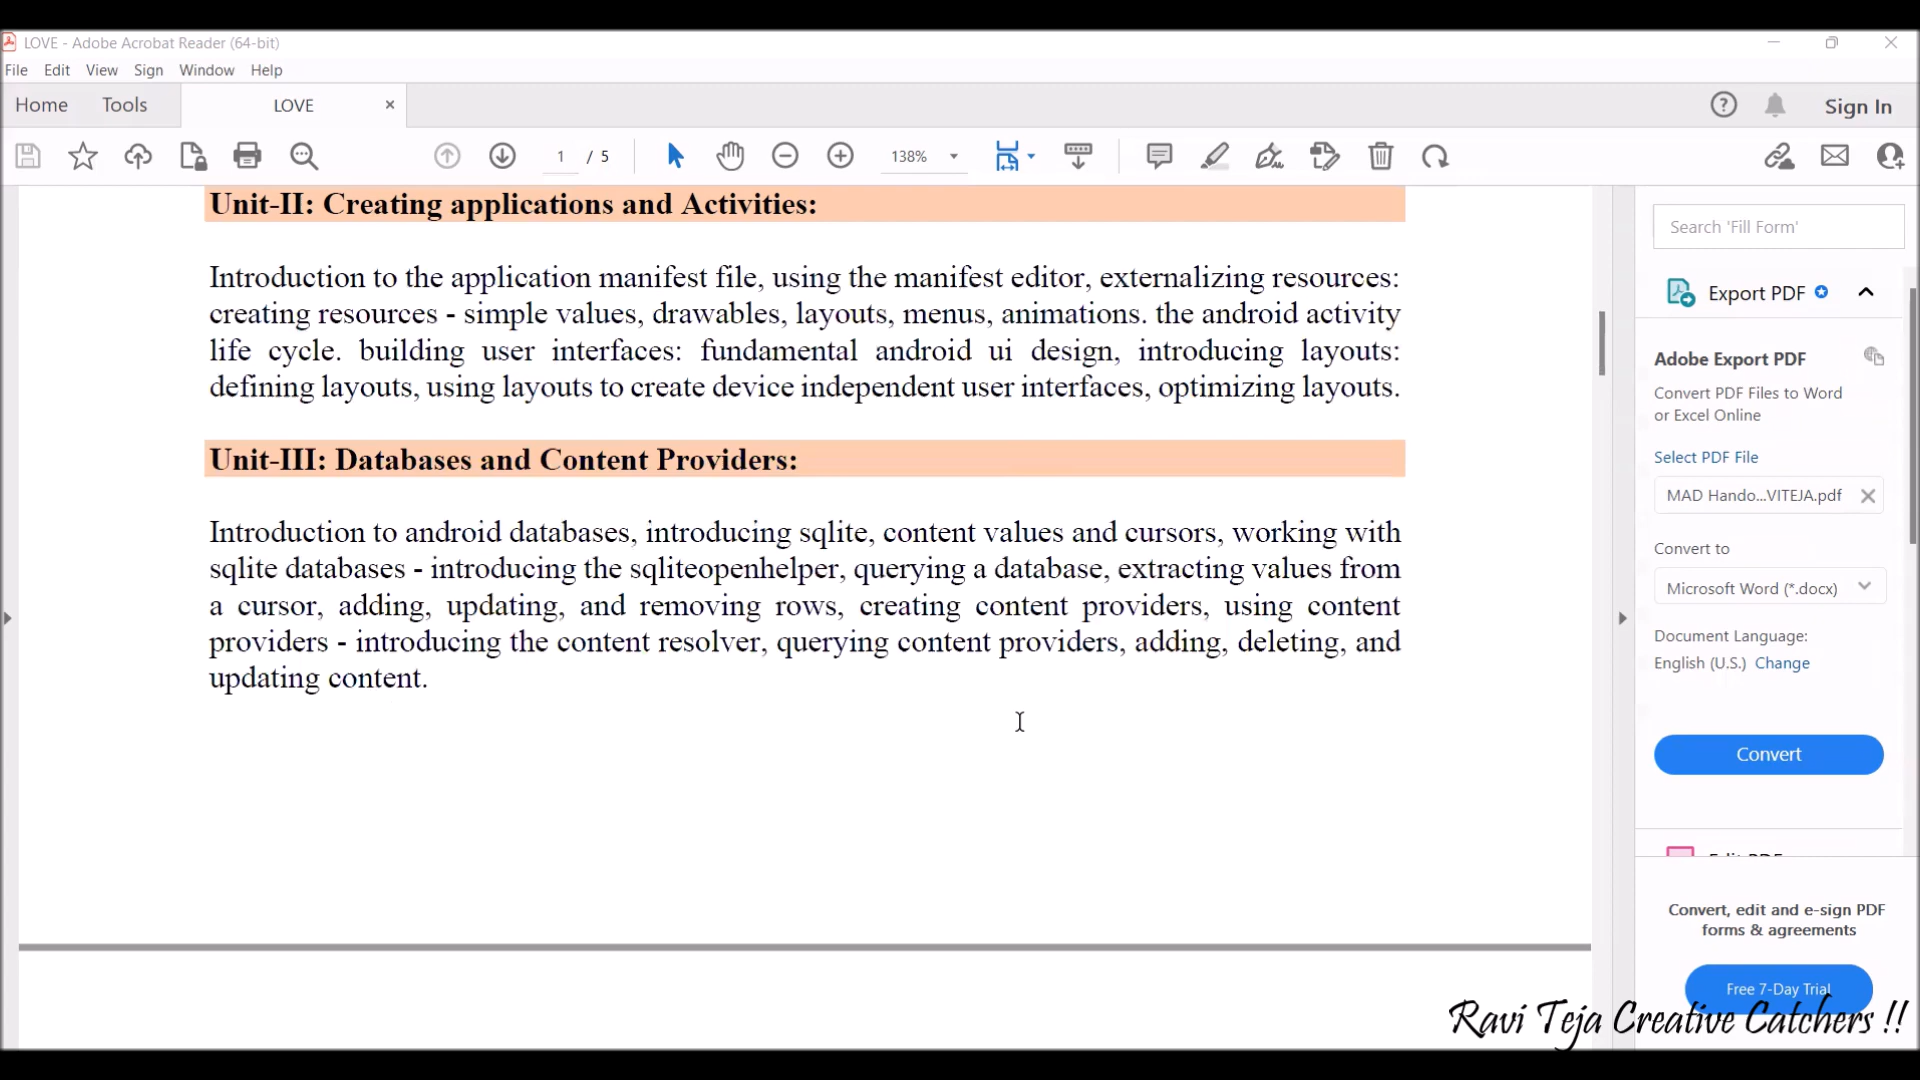 LOVE - Adobe Acrobat Reader (64-bit)
File Edit View Sign Window Help
Home Tools LOVE
Sign In
1 / 5 138%
Unit-II: Creating applications and Activities:
Introduction to the application manifest file, using the manifest editor, externalizing resources:
creating resources - simple values, drawables, layouts, menus, animations. the android activity
life cycle. building user interfaces: fundamental android ui design, introducing layouts:
defining layouts, using layouts to create device independent user interfaces, optimizing layouts.
Unit-III: Databases and Content Providers:
Introduction to android databases, introducing sqlite, content values and cursors, working with
sqlite databases - introducing the sqliteopenhelper, querying a database, extracting values from
a cursor, adding, updating, and removing rows, creating content providers, using content
providers - introducing the content resolver, querying content providers, adding, deleting, and
updating content.
Search 'Fill Form'
Export PDF
Adobe Export PDF
Convert PDF Files to Word
or Excel Online
Select PDF File
MAD Hando...VITEJA.pdf
Convert to
Microsoft Word (*.docx)
Document Language:
English (U.S.) Change
Convert
Convert, edit and e-sign PDF
forms & agreements
Free 7-Day Trial
Ravi Teja Creative Catchers !!